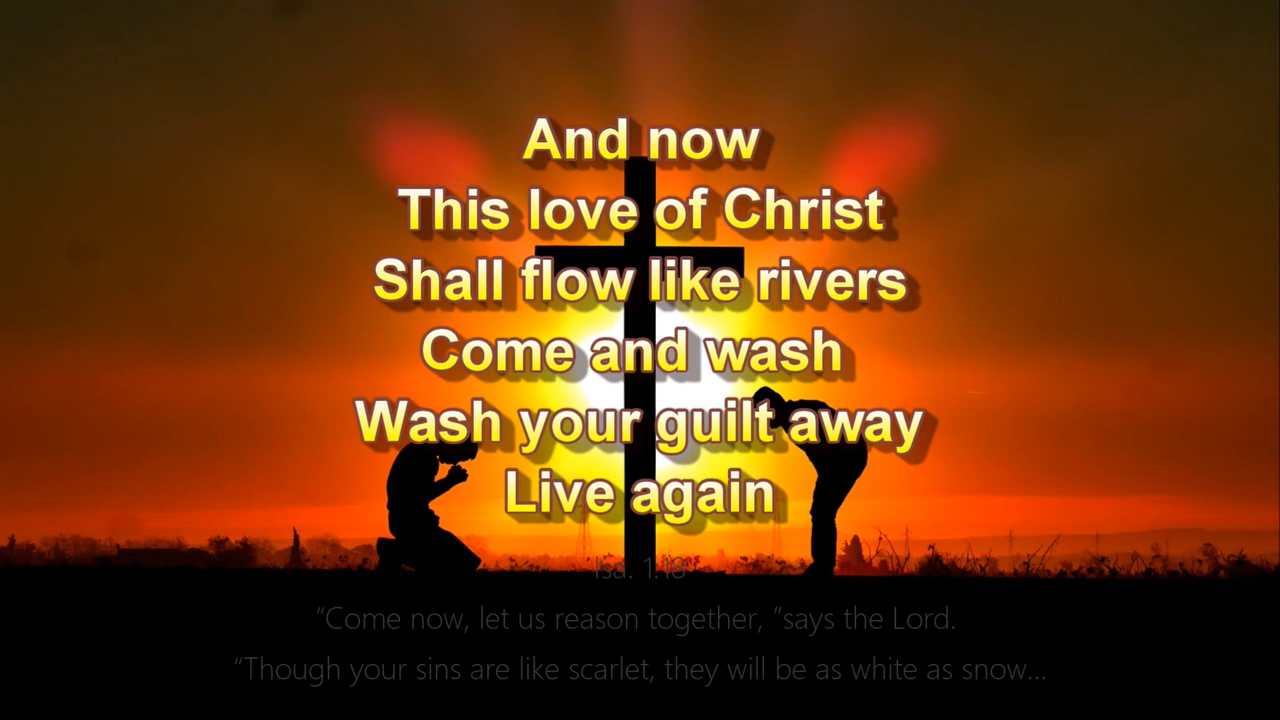 And now
This love of Christ
Shall flow like rivers
Come and wash
Wash your guilt away
Live again
Isa. 1:18
“Come now, let us reason together, ”says the Lord.
“Though your sins are like scarlet, they will be as white as snow...